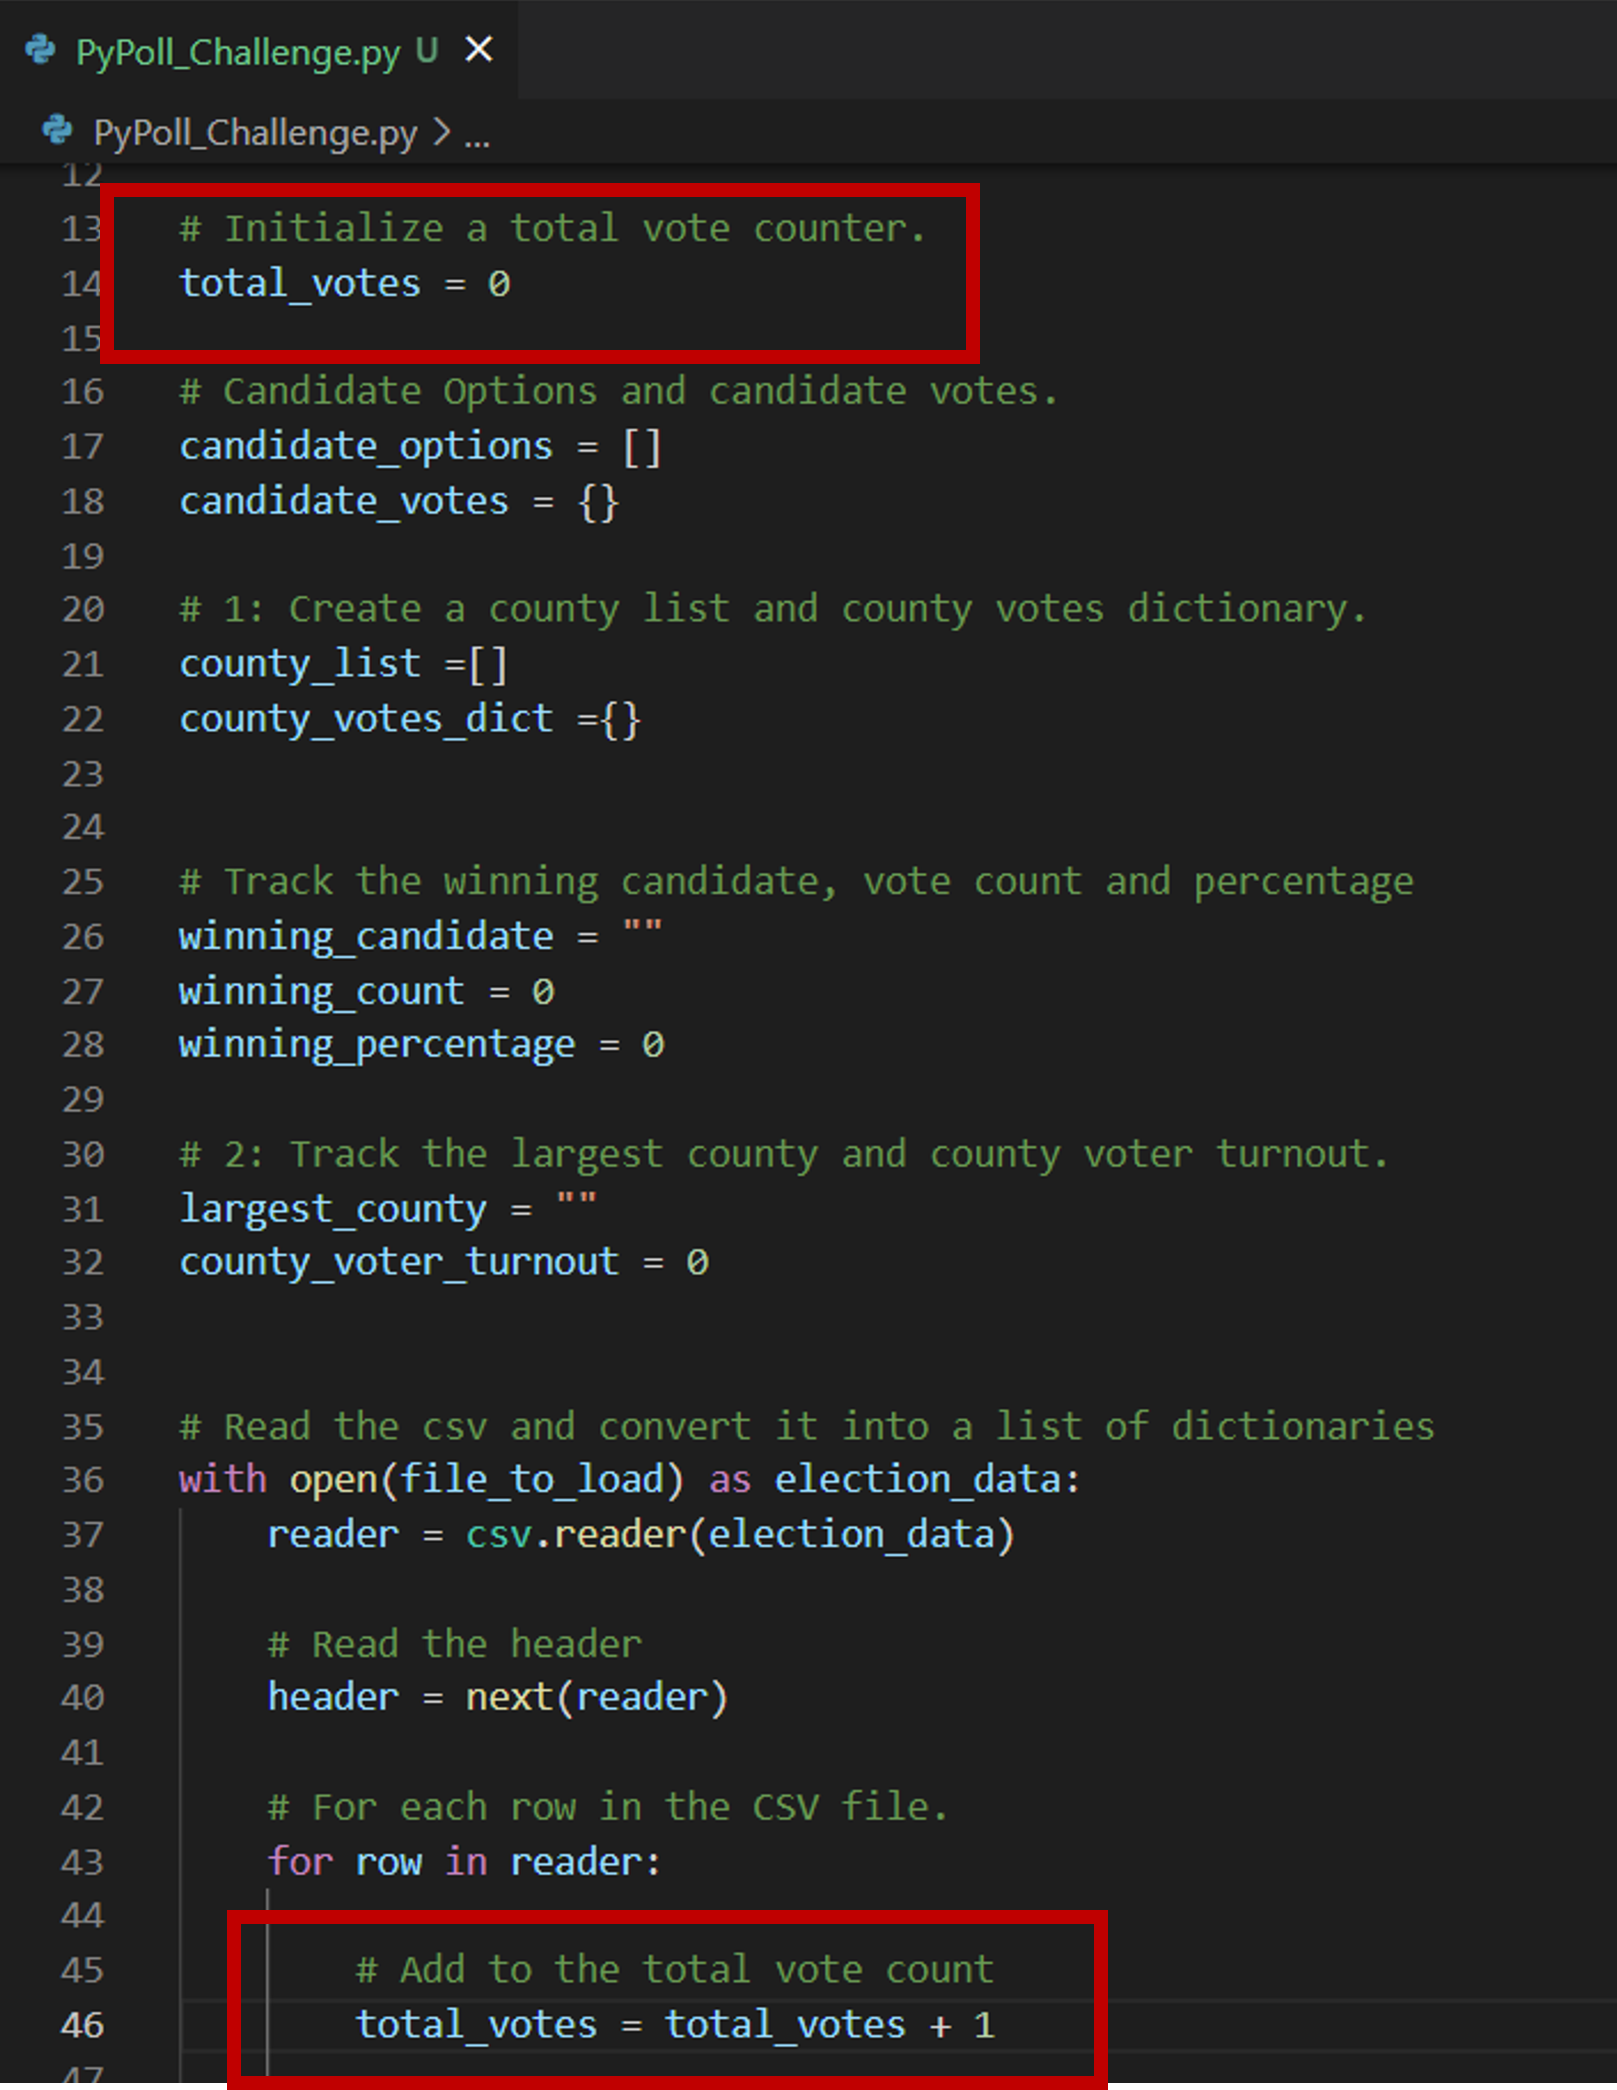 PyPoll_Challenge.py U
PyPoll_Challenge.py > ...
12
13 # Initialize a total vote counter.
14 total_votes = 0
15
16 # Candidate Options and candidate votes.
17 candidate_options = []
18 candidate_votes = {}
19
20 # 1: Create a county list and county votes dictionary.
21 county_list =[]
22 county_votes_dict ={}
23
24
25 # Track the winning candidate, vote count and percentage
26 winning_candidate = ""
27 winning_count = 0
28 winning_percentage = 0
29
30 # 2: Track the largest county and county voter turnout.
31 largest_county = ""
32 county_voter_turnout = 0
33
34
35 # Read the csv and convert it into a list of dictionaries
36 with open(file_to_load) as election_data:
37 reader = csv.reader(election_data)
38
39 # Read the header
40 header = next(reader)
41
42 # For each row in the CSV file.
43 for row in reader:
44
45 # Add to the total vote count
46 total_votes = total_votes + 1
47